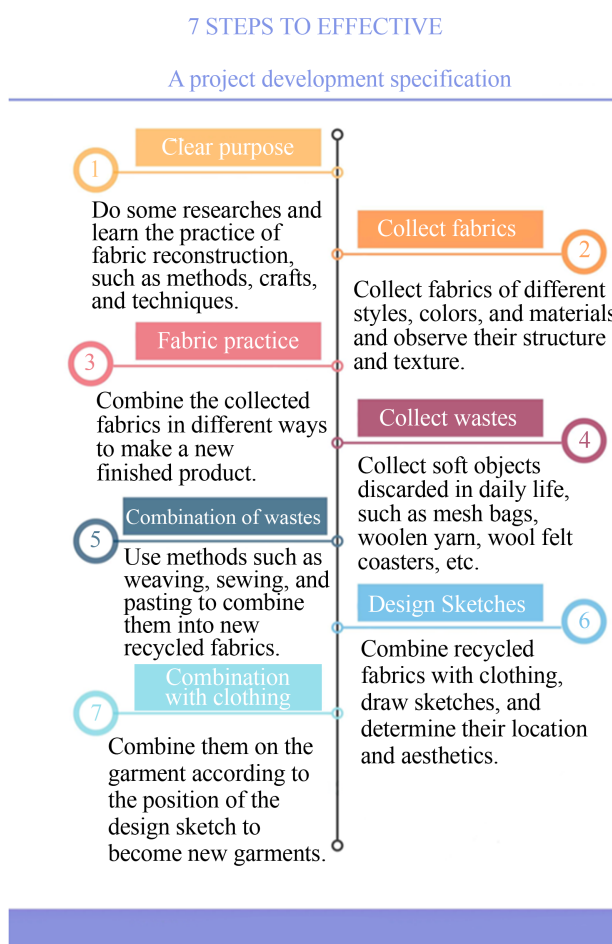 7 STEPS TO EFFECTIVE
A project development specification
Clear purpose
1
Do some researches and
learn the practice of
fabric reconstruction,
such as methods, crafts,
and techniques.
Collect fabrics
2
Collect fabrics of different
styles, colors, and materials
and observe their structure
and texture.
Fabric practice
3
Combine the collected
fabrics in different ways
to make a new
finished product.
Collect wastes
4
Collect soft objects
discarded in daily life,
such as mesh bags,
woolen yarn, wool felt
coasters, etc.
Combination of wastes
5
Use methods such as
weaving, sewing, and
pasting to combine
them into new
recycled fabrics.
Design Sketches
6
Combine recycled
fabrics with clothing,
draw sketches, and
determine their location
and aesthetics.
Combination
with clothing
7
Combine them on the
garment according to
the position of the
design sketch to
become new garments.